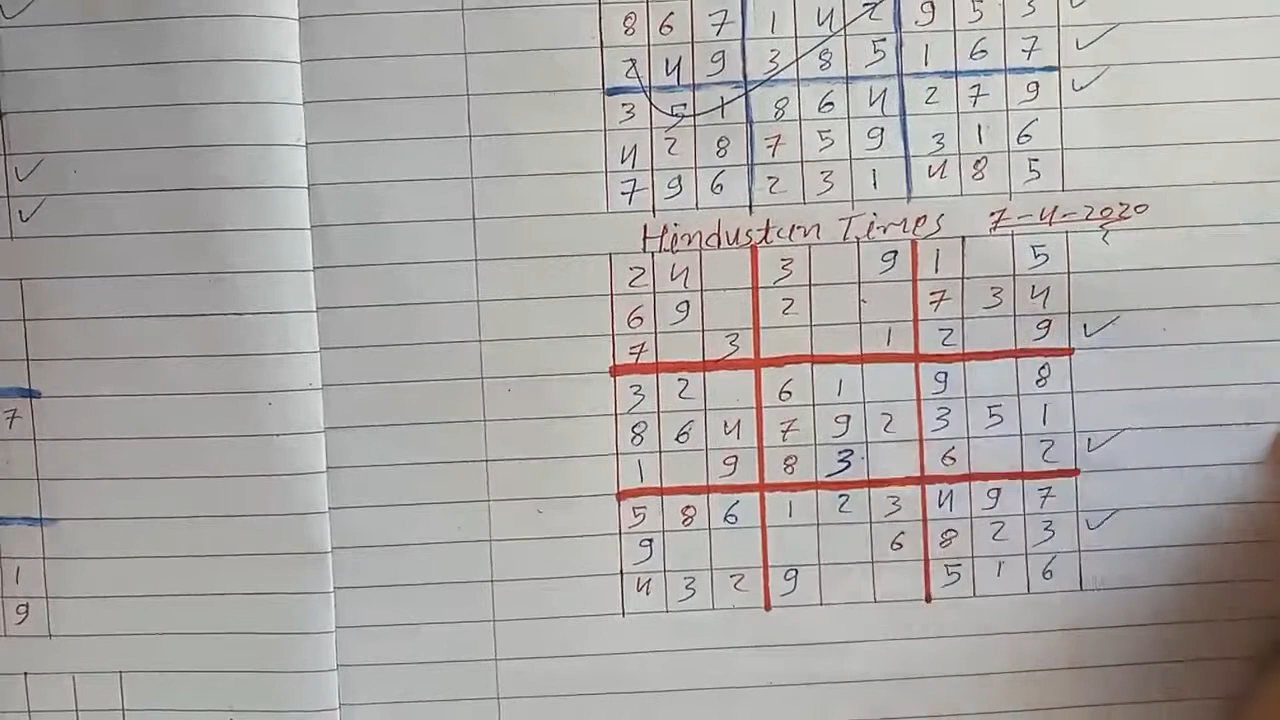 8 6 7 1 4 2 9 5 3
2 4 9 3 8 5 1 6 7
3 5 1 8 6 4 2 7 9
4 2 8 7 5 9 3 1 6
7 9 6 2 3 1 4 8 5
Hindustan Times 7-4-2020
2 4 3 9 1 5
6 9 2 7 3 4
7 3 1 2 9
3 2 6 1 9 8
7 8 6 4 7 9 2 3 5 1
1 9 8 3 6 2
5 8 6 1 2 3 4 9 7
9 6 8 2 3
1 4 3 2 9 5 1 6
9